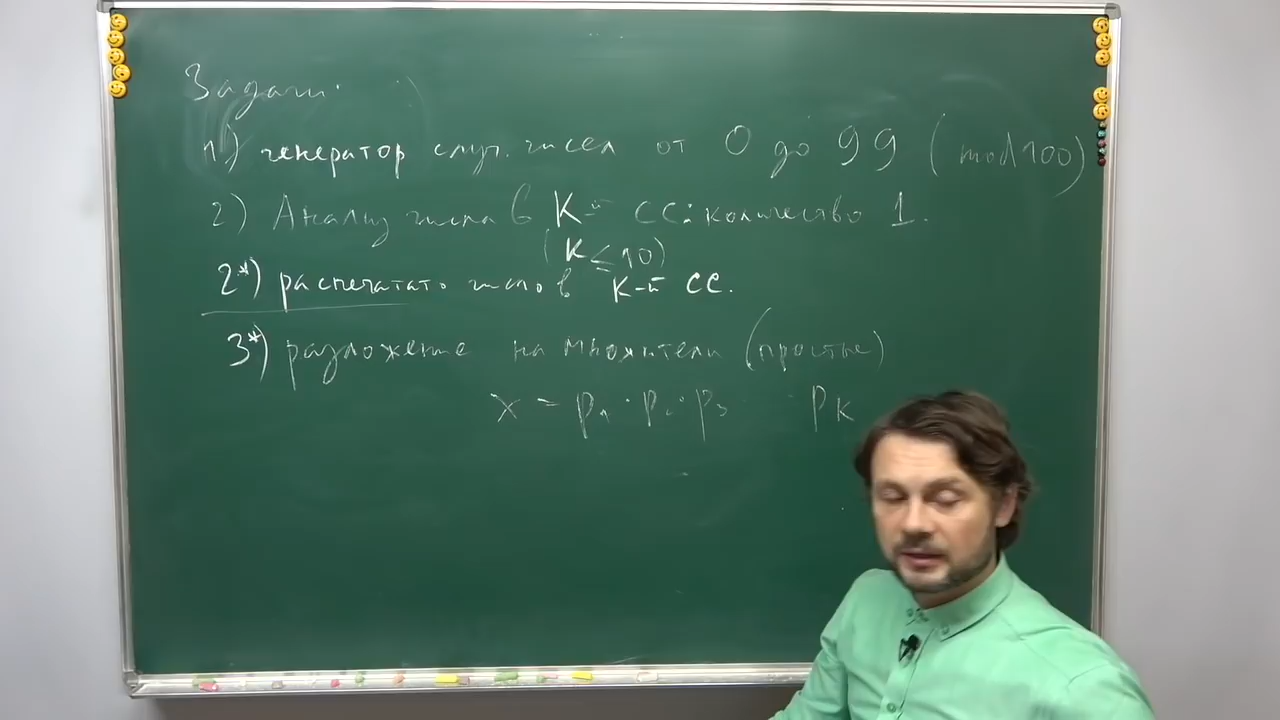 Задачи:
1) генератор случ. чисел от 0 до 99 (mod 100)
2) Анализ числа в К-й СС: количество 1.
(К ≤ 10)
2*) распечатать число в К-й СС.
3*) разложение на множители (простые)
x = p₁ · p₂ · p₃ pₖ